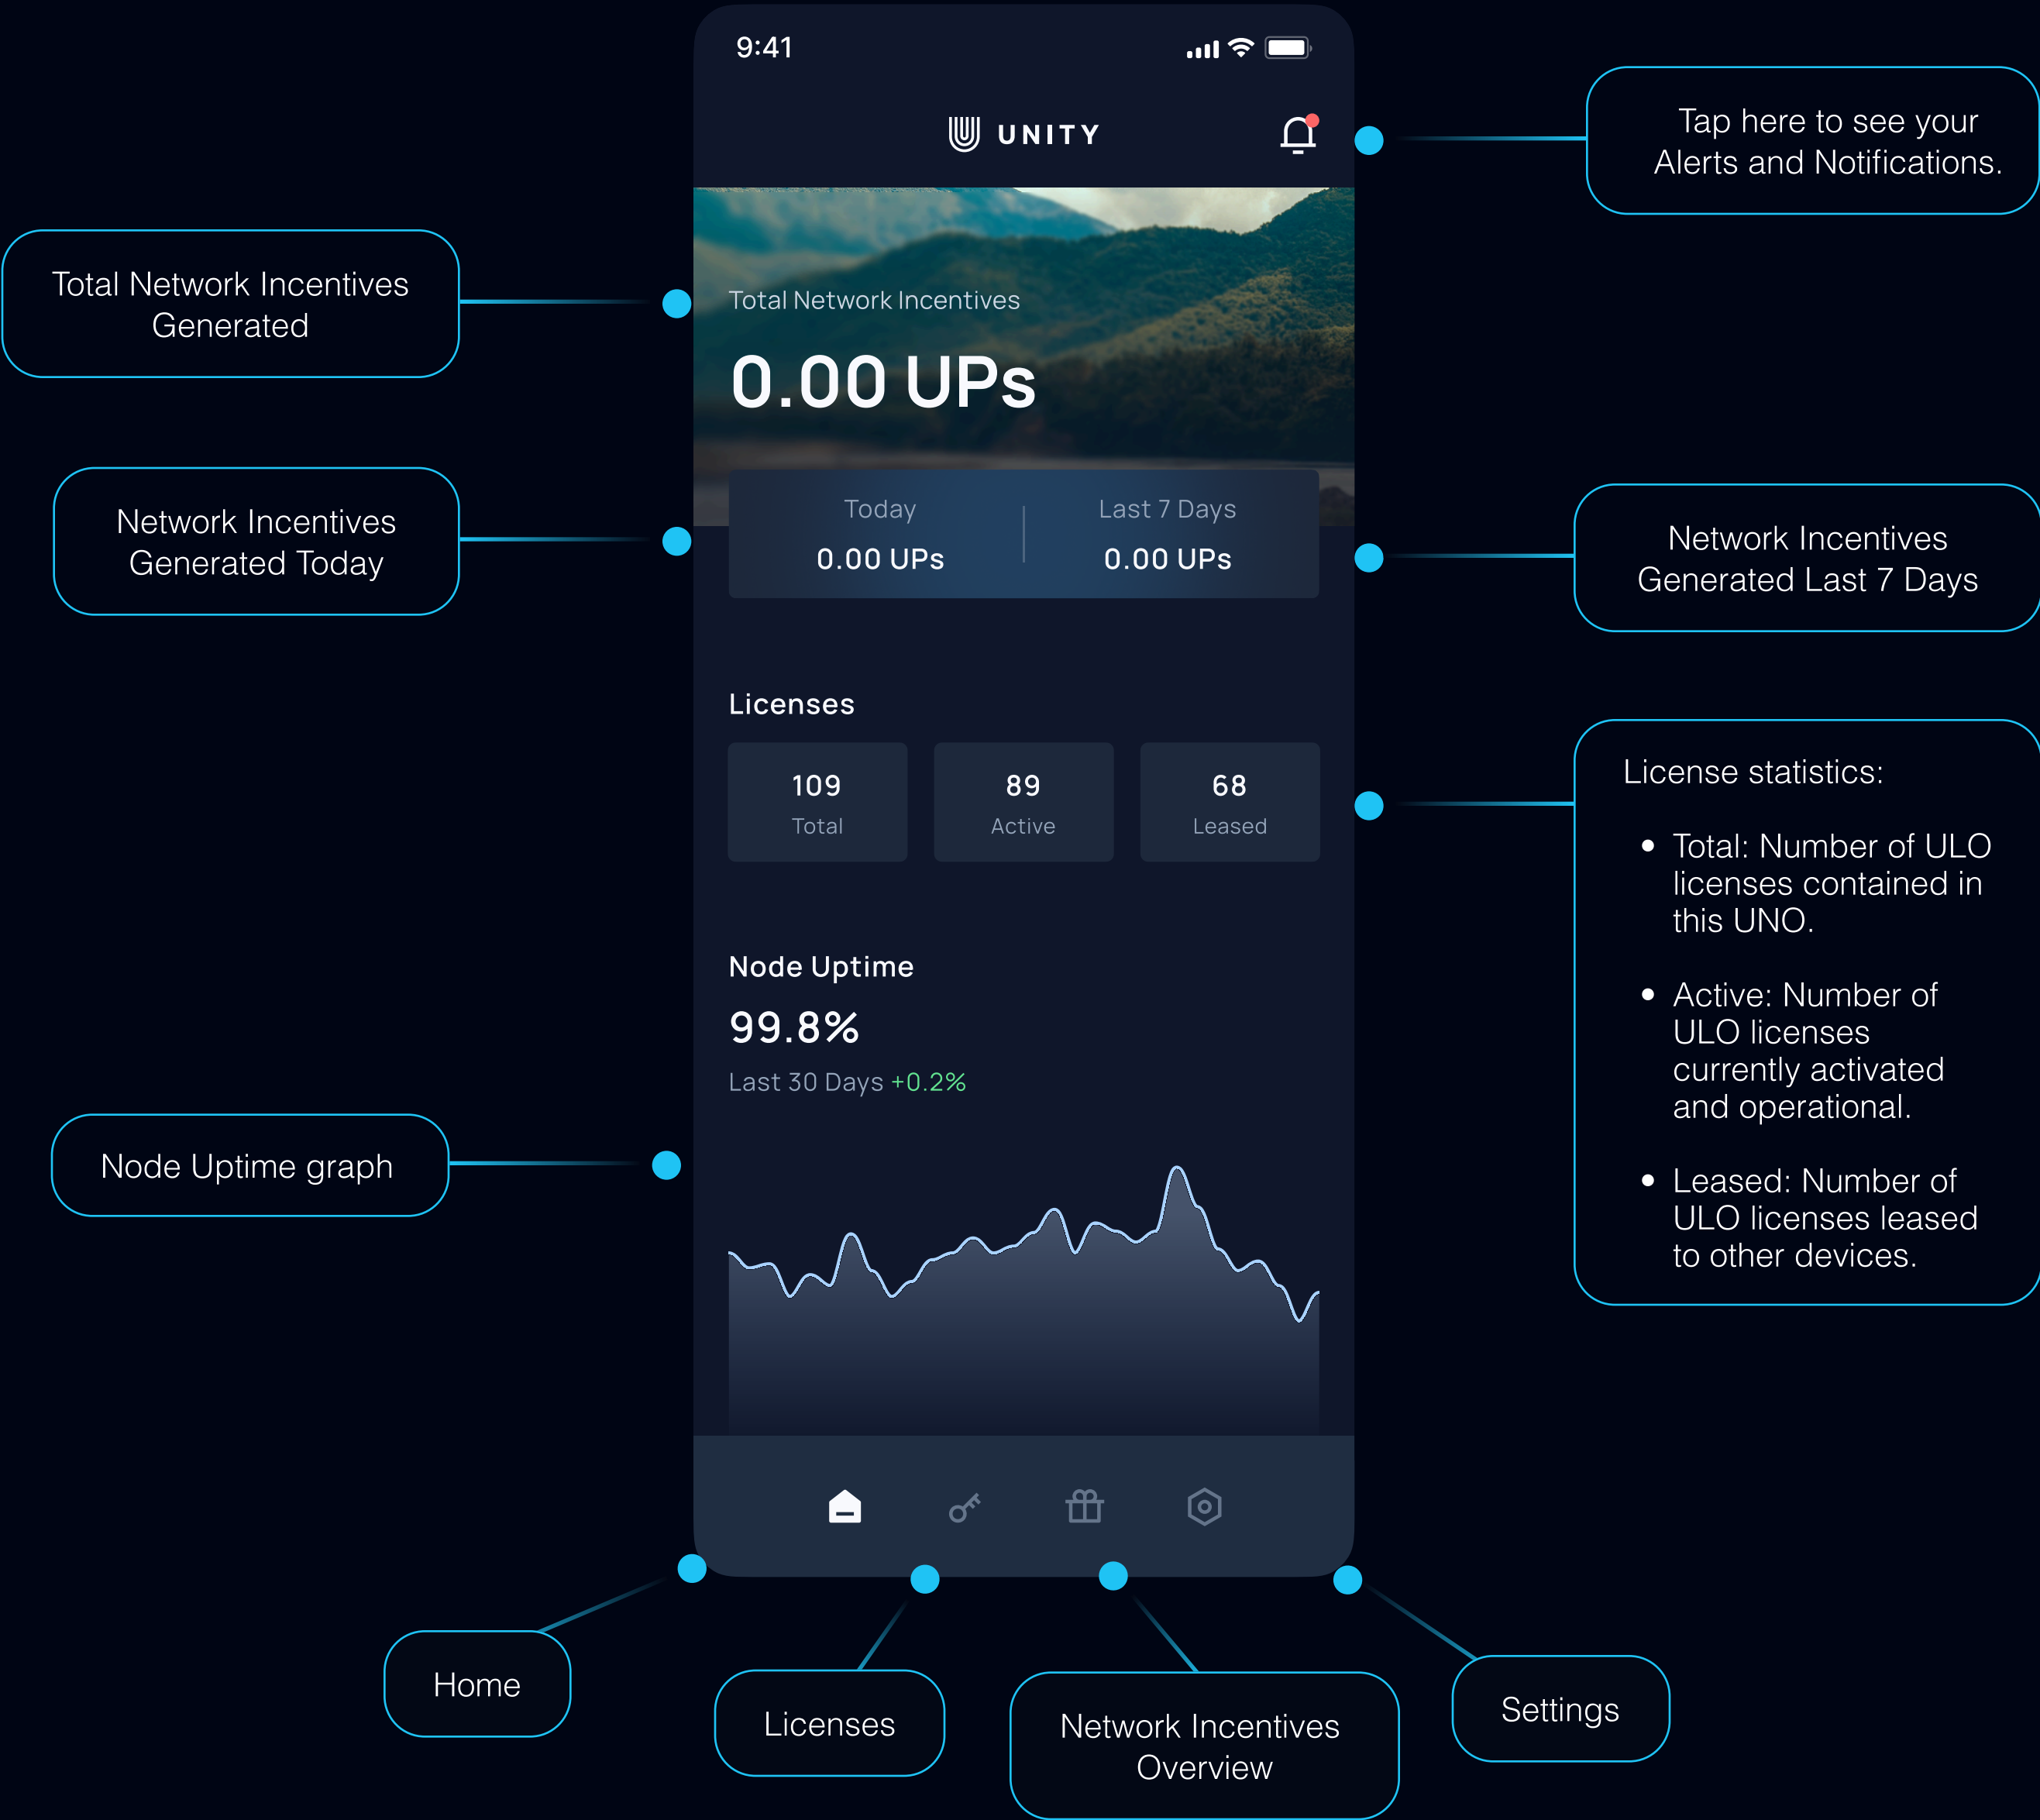 9:41
UNITY
Tap here to see your
Alerts and Notifications.
Total Network Incentives
Generated
Total Network Incentives
0.00 UPs
Network Incentives
Generated Today
Today
0.00 UPs
Last 7 Days
0.00 UPs
Network Incentives
Generated Last 7 Days
Licenses
109
Total
89
Active
68
Leased
License statistics:
• Total: Number of ULO
licenses contained in
this UNO.
• Active: Number of
ULO licenses
currently activated
and operational.
• Leased: Number of
ULO licenses leased
to other devices.
Node Uptime
99.8%
Last 30 Days +0.2%
Node Uptime graph
Home
Licenses
Network Incentives
Overview
Settings